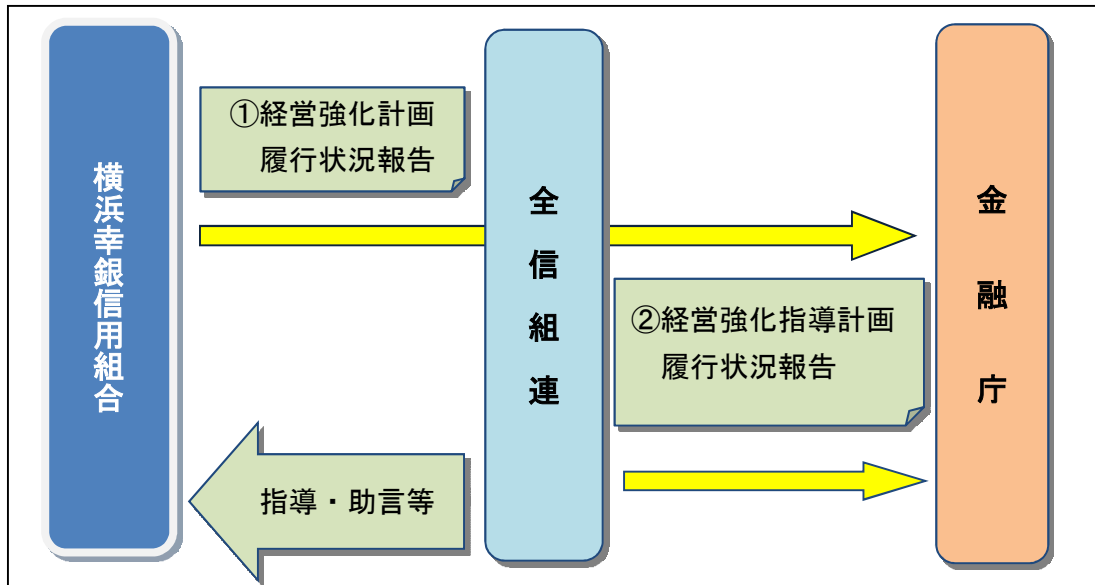 横浜幸銀信用組合
①経営強化計画
履行状況報告
全信組連
②経営強化指導計画
履行状況報告
金融庁
指導・助言等